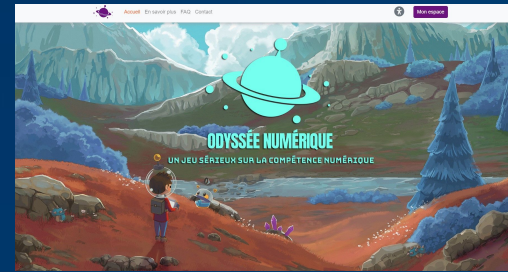 Accueil En savoir plus FAQ Contact
Mon espace
ODYSSÉE NUMÉRIQUE
UN JEU SÉRIEUX SUR LA COMPÉTENCE NUMÉRIQUE